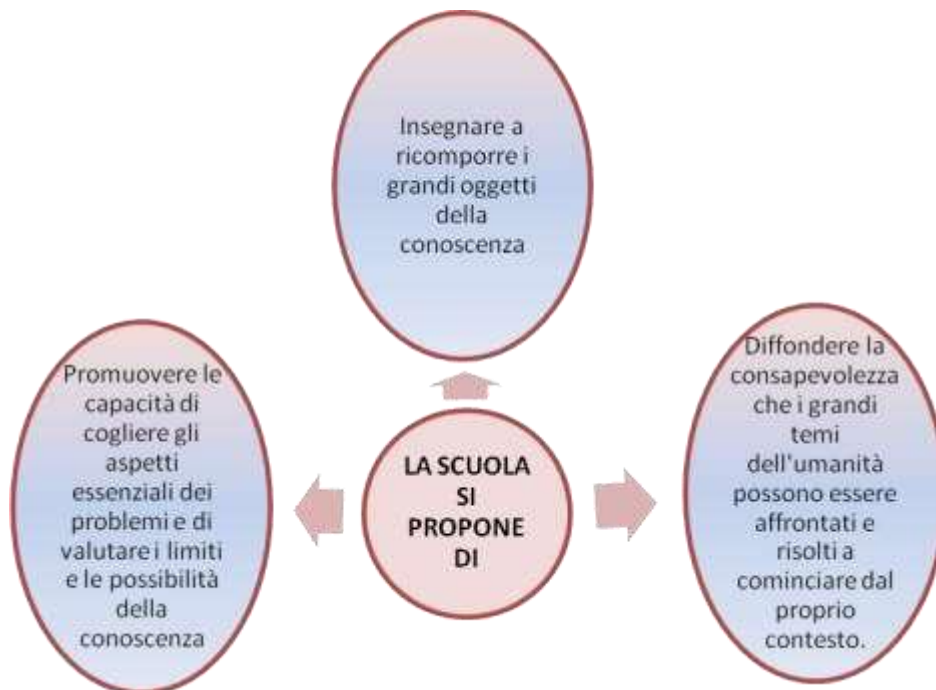 Insegnare a
ricomporre i
grandi oggetti
della
conoscenza
Promuovere le
capacità di
cogliere gli
aspetti
essenziali dei
problemi e di
valutare i limiti
e le possibilità
della
conoscenza
LA SCUOLA
SI
PROPONE
DI
Diffondere la
consapevolezza
che i grandi
temi
dell'umanità
possono essere
affrontati e
risolti a
cominciare dal
proprio
contesto.